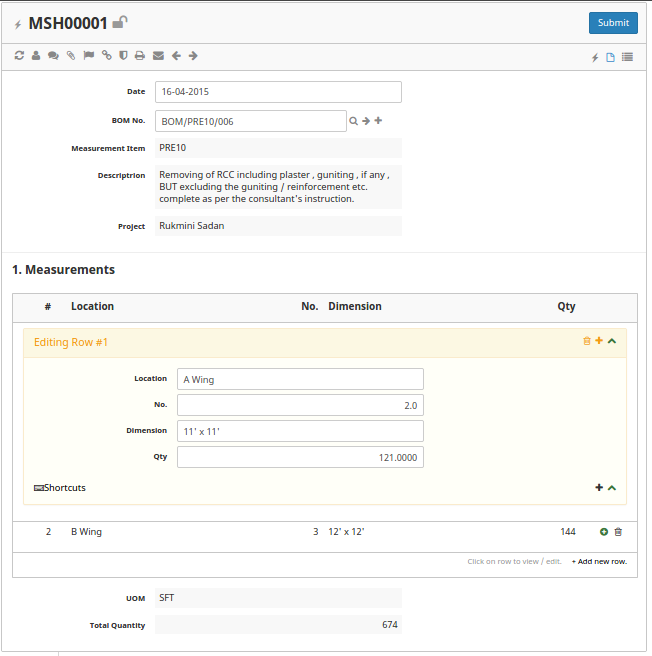 MSH00001
Submit
Date 16-04-2015
BOM No. BOM/PRE10/006
Measurement Item PRE10
Descriptrion Removing of RCC including plaster , guniting , if any ,
BUT excluding the guniting / reinforcement etc.
complete as per the consultant's instruction.
Project Rukmini Sadan
1. Measurements
# Location No. Dimension Qty
Editing Row #1
Location A Wing
No. 2.0
Dimension 11' x 11'
Qty 121.0000
Shortcuts
2 B Wing 3 12' x 12' 144
Click on row to view / edit. + Add new row.
UOM SFT
Total Quantity 674